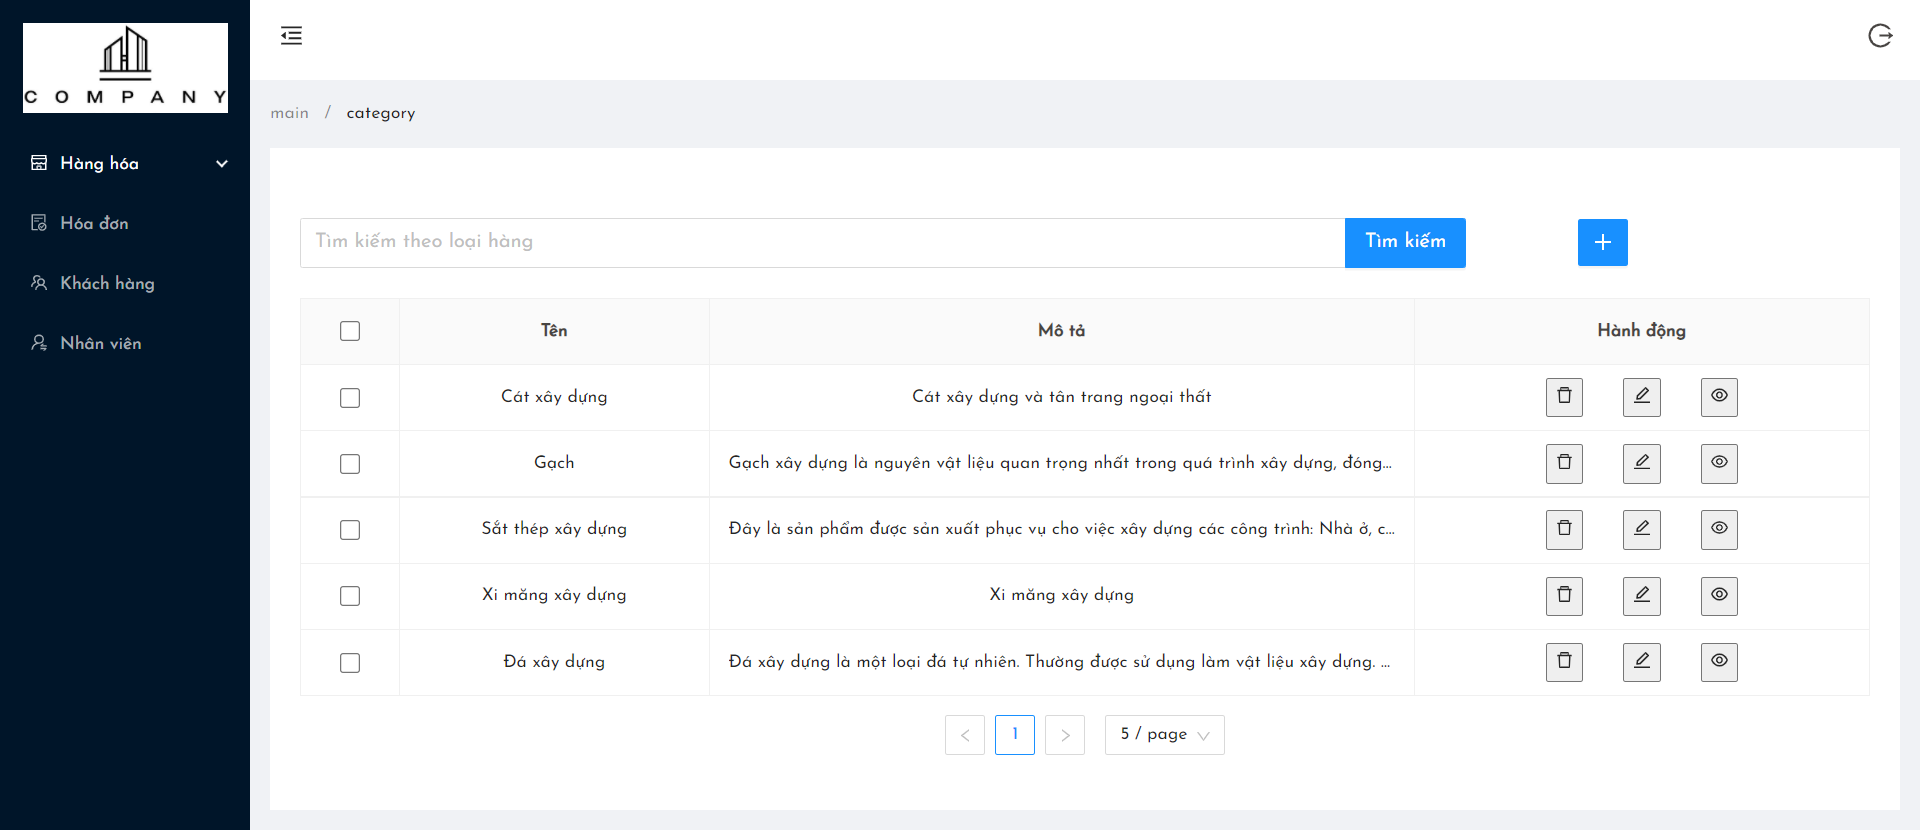 COMPANY
Hàng hóa
Hóa đơn
Khách hàng
Nhân viên
main / category
Tìm kiếm theo loại hàng
Tìm kiếm
Tên Mô tả Hành động
Cát xây dựng Cát xây dựng và tân trang ngoại thất
Gạch Gạch xây dựng là nguyên vật liệu quan trọng nhất trong quá trình xây dựng, đóng...
Sắt thép xây dựng Đây là sản phẩm được sản xuất phục vụ cho việc xây dựng các công trình: Nhà ở, c...
Xi măng xây dựng Xi măng xây dựng
Đá xây dựng Đá xây dựng là một loại đá tự nhiên. Thường được sử dụng làm vật liệu xây dựng. ...
< 1 > 5 / page